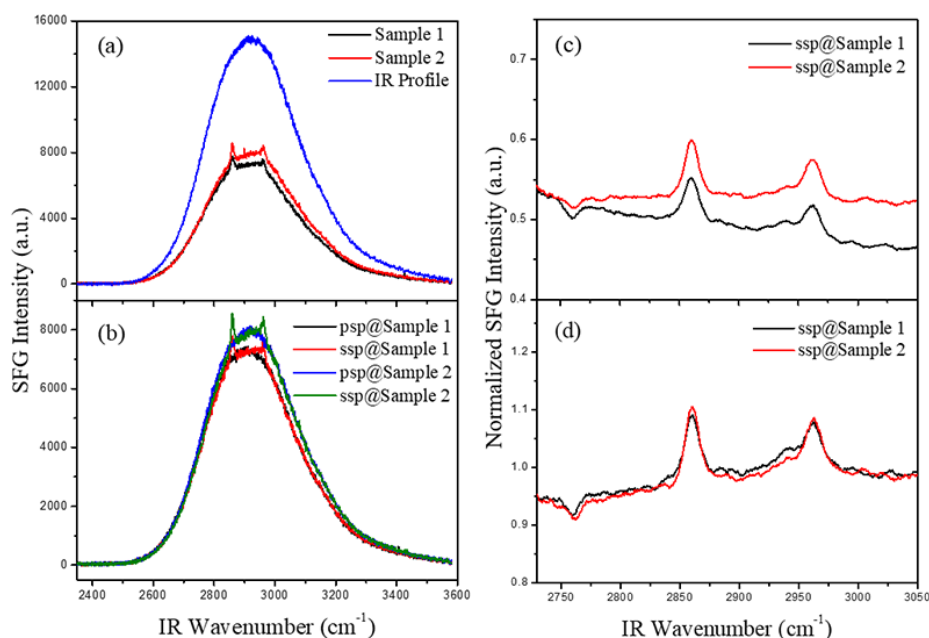 (a)
Sample 1
Sample 2
IR Profile
16000
12000
8000
4000
0
(b)
psp@Sample 1
ssp@Sample 1
psp@Sample 2
ssp@Sample 2
8000
6000
4000
2000
0
2400 2600 2800 3000 3200 3400 3600
SFG Intensity (a.u.)
IR Wavenumber (cm-1)
(c)
ssp@Sample 1
ssp@Sample 2
0.7
0.6
0.5
0.4
(d)
ssp@Sample 1
ssp@Sample 2
1.2
1.1
1.0
0.9
0.8
2750 2800 2850 2900 2950 3000 3050
Normalized SFG Intensity (a.u.)
IR Wavenumber (cm-1)